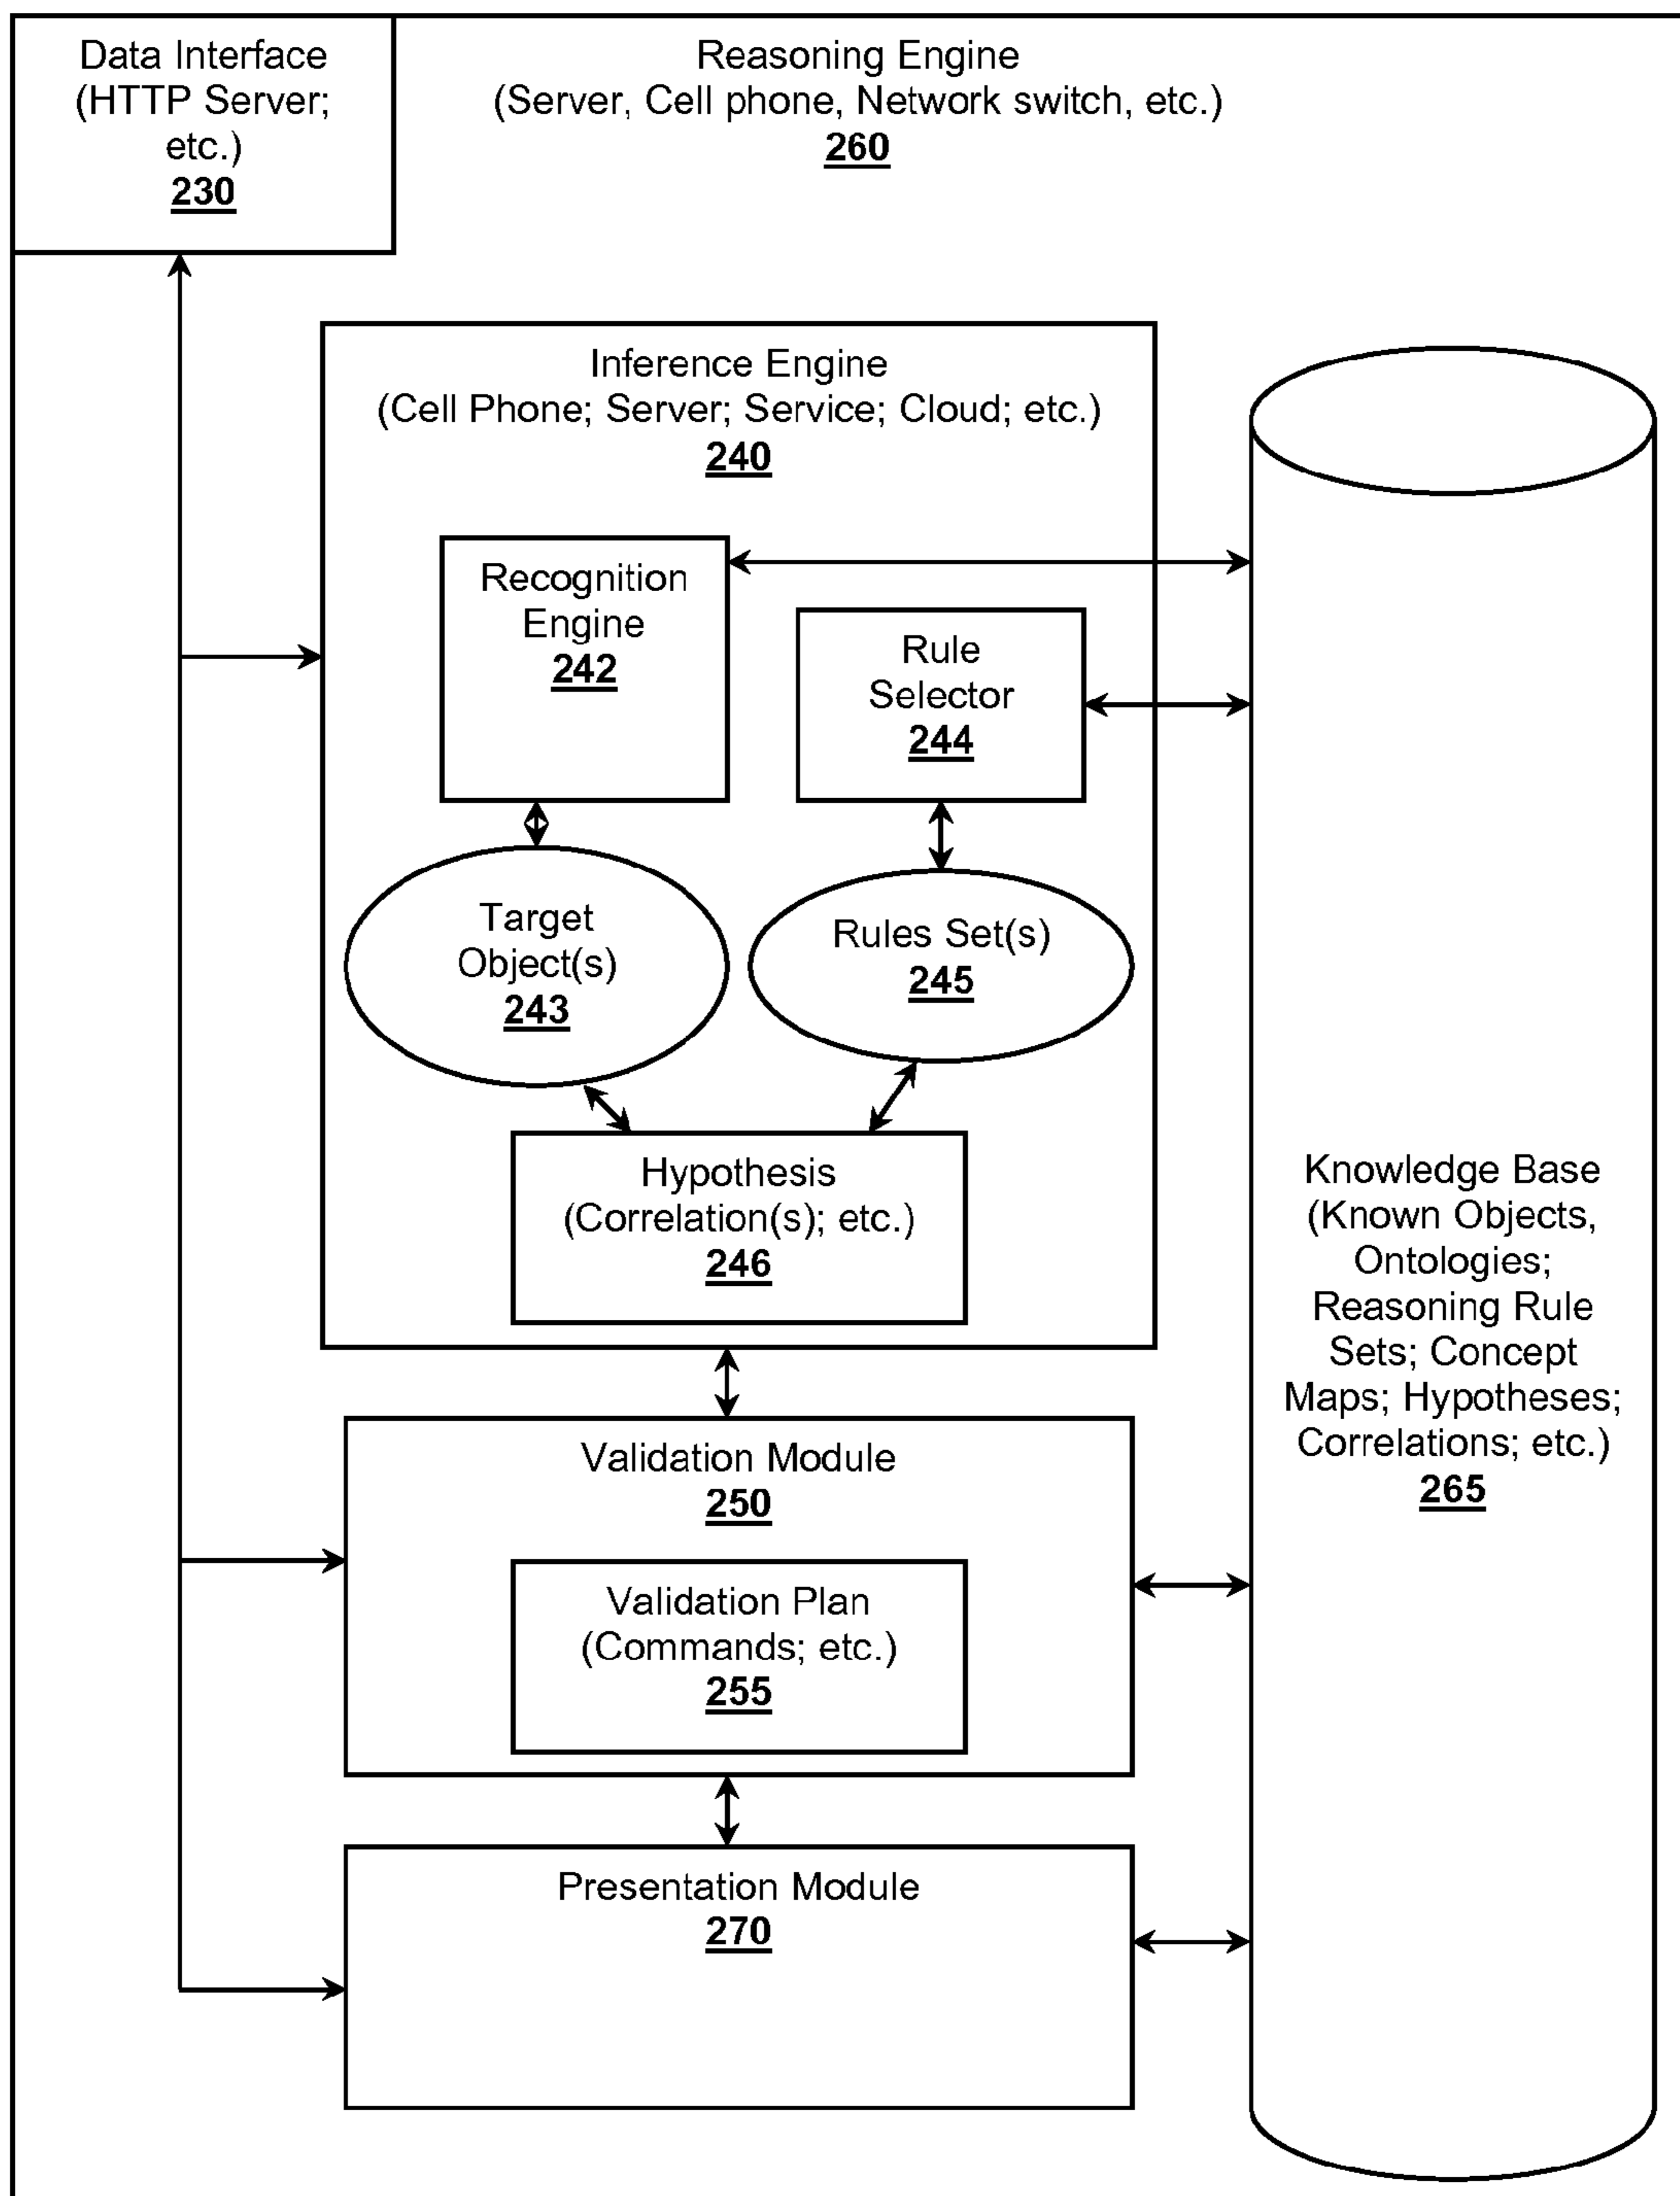 Data Interface
(HTTP Server;
etc.)
230
Reasoning Engine
(Server, Cell phone, Network switch, etc.)
260
Inference Engine
(Cell Phone; Server; Service; Cloud; etc.)
240
Recognition
Engine
242
Rule
Selector
244
Target
Object(s)
243
Rules Set(s)
245
Hypothesis
(Correlation(s); etc.)
246
Validation Module
250
Validation Plan
(Commands; etc.)
255
Presentation Module
270
Knowledge Base
(Known Objects,
Ontologies;
Reasoning Rule
Sets; Concept
Maps; Hypotheses;
Correlations; etc.)
265